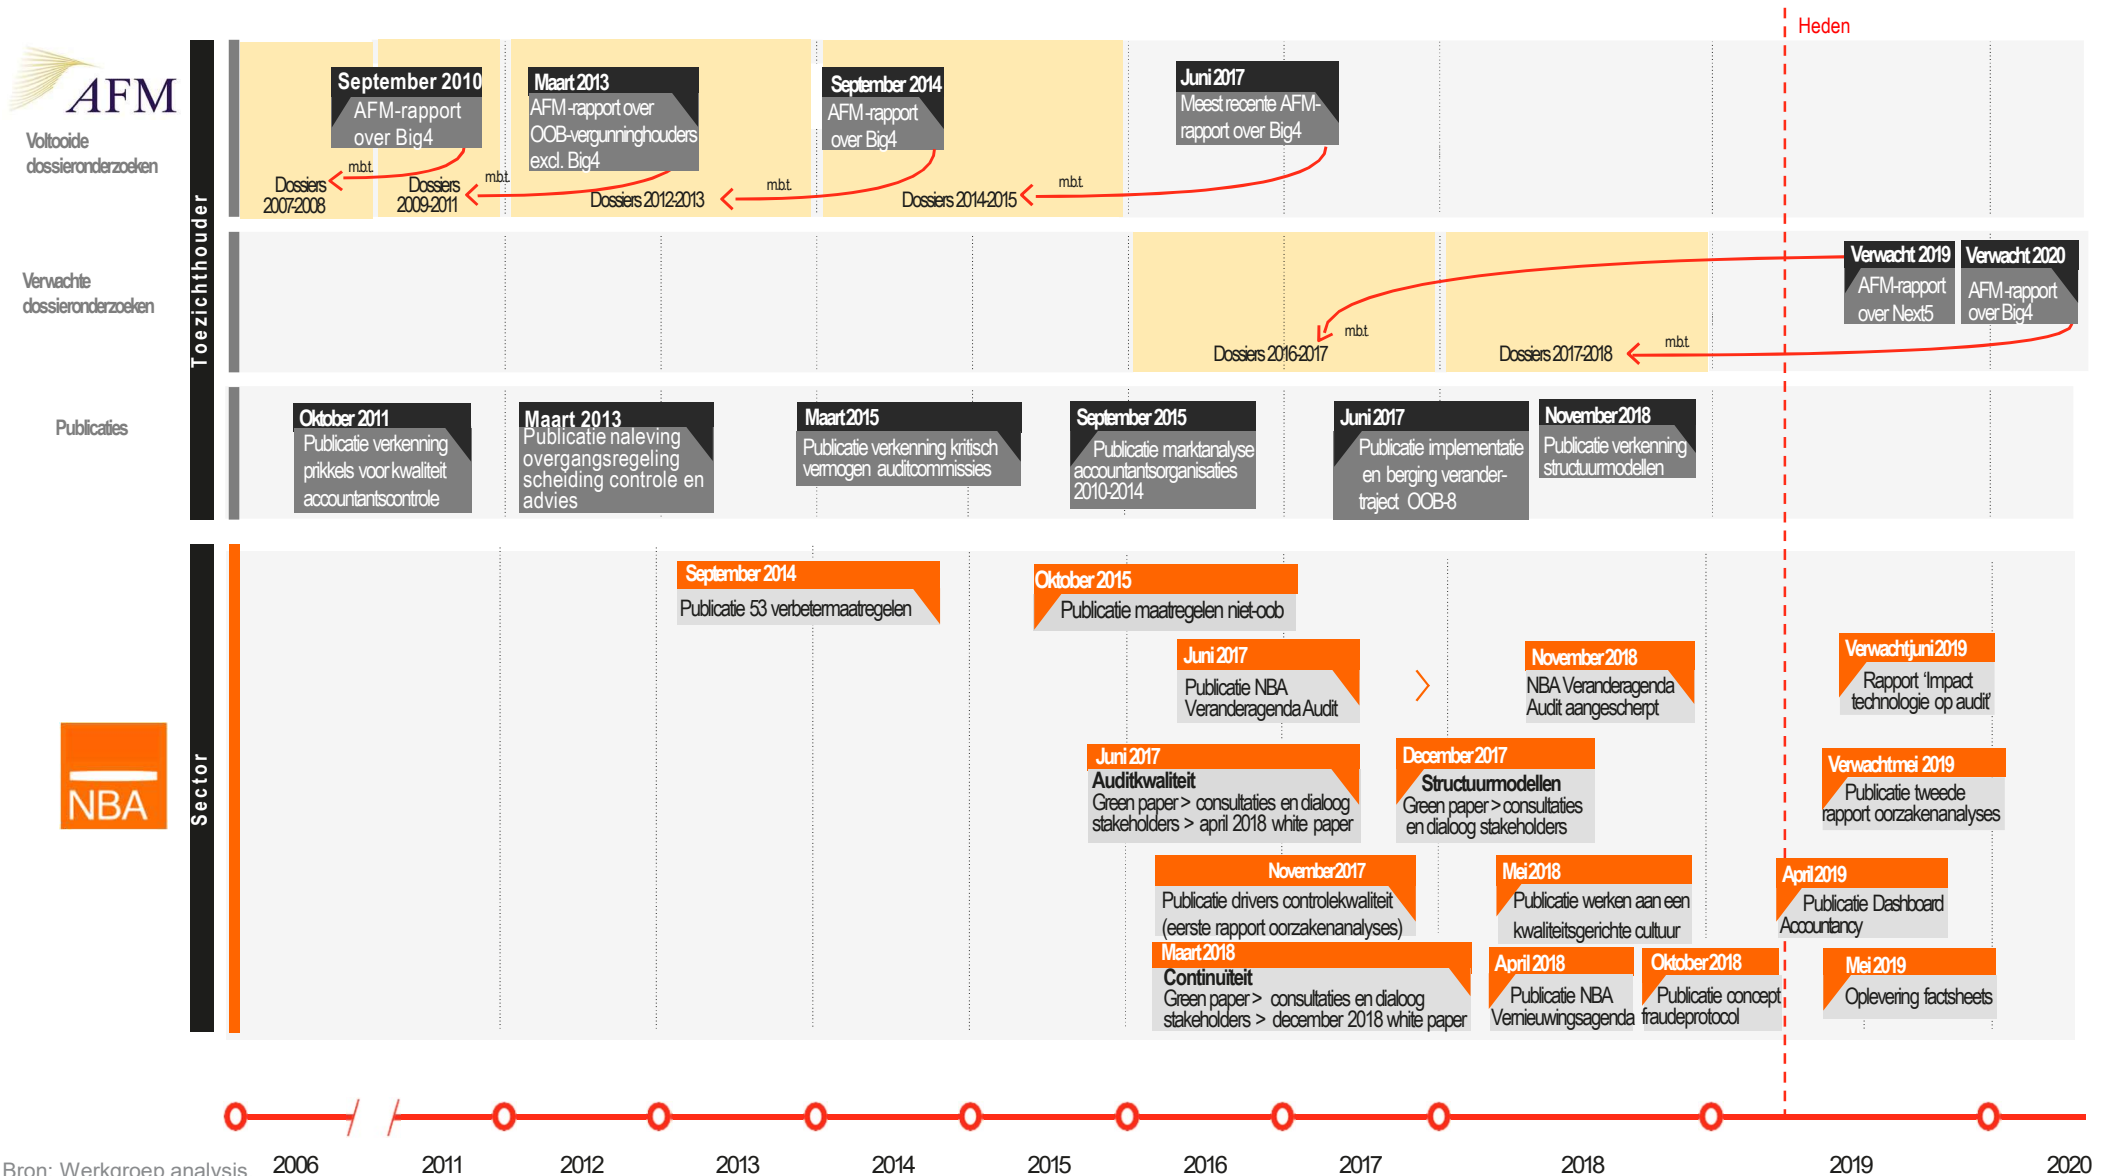 Heden
AFM
Voltooide
dossieronderzoeken
Toezichthouder
September 2010
AFM-rapport
over Big4
Maart 2013
AFM-rapport over
OOB-vergunninghouders
excl. Big4
September 2014
AFM-rapport
over Big4
Juni 2017
Meest recente AFM-
rapport over Big4
Dossiers
2007-2008
m.b.t.
Dossiers
2009-2011
m.b.t.
Dossiers 2012-2013
m.b.t.
Dossiers 2014-2015
m.b.t.
Verwachte
dossieronderzoeken
Verwacht 2019
AFM-rapport
over Next5
Verwacht 2020
AFM-rapport
over Big4
Dossiers 2016-2017
m.b.t.
Dossiers 2017-2018
m.b.t.
Publicaties
Oktober 2011
Publicatie verkenning
prikkels voor kwaliteit
accountantscontrole
Maart 2013
Publicatie naleving
overgangsregeling
scheiding controle en
advies
Maart 2015
Publicatie verkenning kritisch
vermogen auditcommissies
September 2015
Publicatie marktanalyse
accountantsorganisaties
2010-2014
Juni 2017
Publicatie implementatie
en berging verander-
traject OOB-8
November 2018
Publicatie verkenning
structuurmodellen
Sector
NBA
September 2014
Publicatie 53 verbetermaatregelen
Oktober 2015
Publicatie maatregelen niet-oob
Juni 2017
Publicatie NBA
Veranderagenda Audit
November 2018
NBA Veranderagenda
Audit aangescherpt
Verwacht juni 2019
Rapport ‘Impact
technologie op audit’
Juni 2017
Auditkwaliteit
Green paper > consultaties en dialoog
stakeholders > april 2018 white paper
December 2017
Structuurmodellen
Green paper > consultaties
en dialoog stakeholders
Verwacht mei 2019
Publicatie tweede
rapport oorzakenanalyses
November 2017
Publicatie drivers controlekwaliteit
(eerste rapport oorzakenanalyses)
Mei 2018
Publicatie werken aan een
kwaliteitsgerichte cultuur
April 2019
Publicatie Dashboard
Accountancy
Maart 2018
Continuïteit
Green paper > consultaties en dialoog
stakeholders > december 2018 white paper
April 2018
Publicatie NBA
Vernieuwingsagenda
Oktober 2018
Publicatie concept
fraudeprotocol
Mei 2019
Oplevering factsheets
Bron: Werkgroep analysis
2006 2011 2012 2013 2014 2015 2016 2017 2018 2019 2020